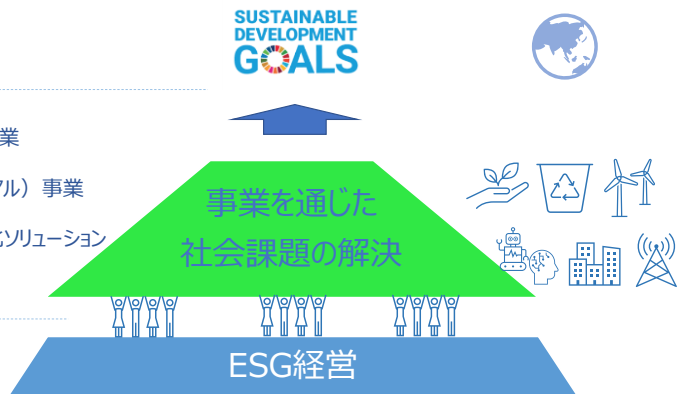 SUSTAINABLE
DEVELOPMENT
GOALS
業
事業
ソリューション
事業を通じた
社会課題の解決
ESG経営